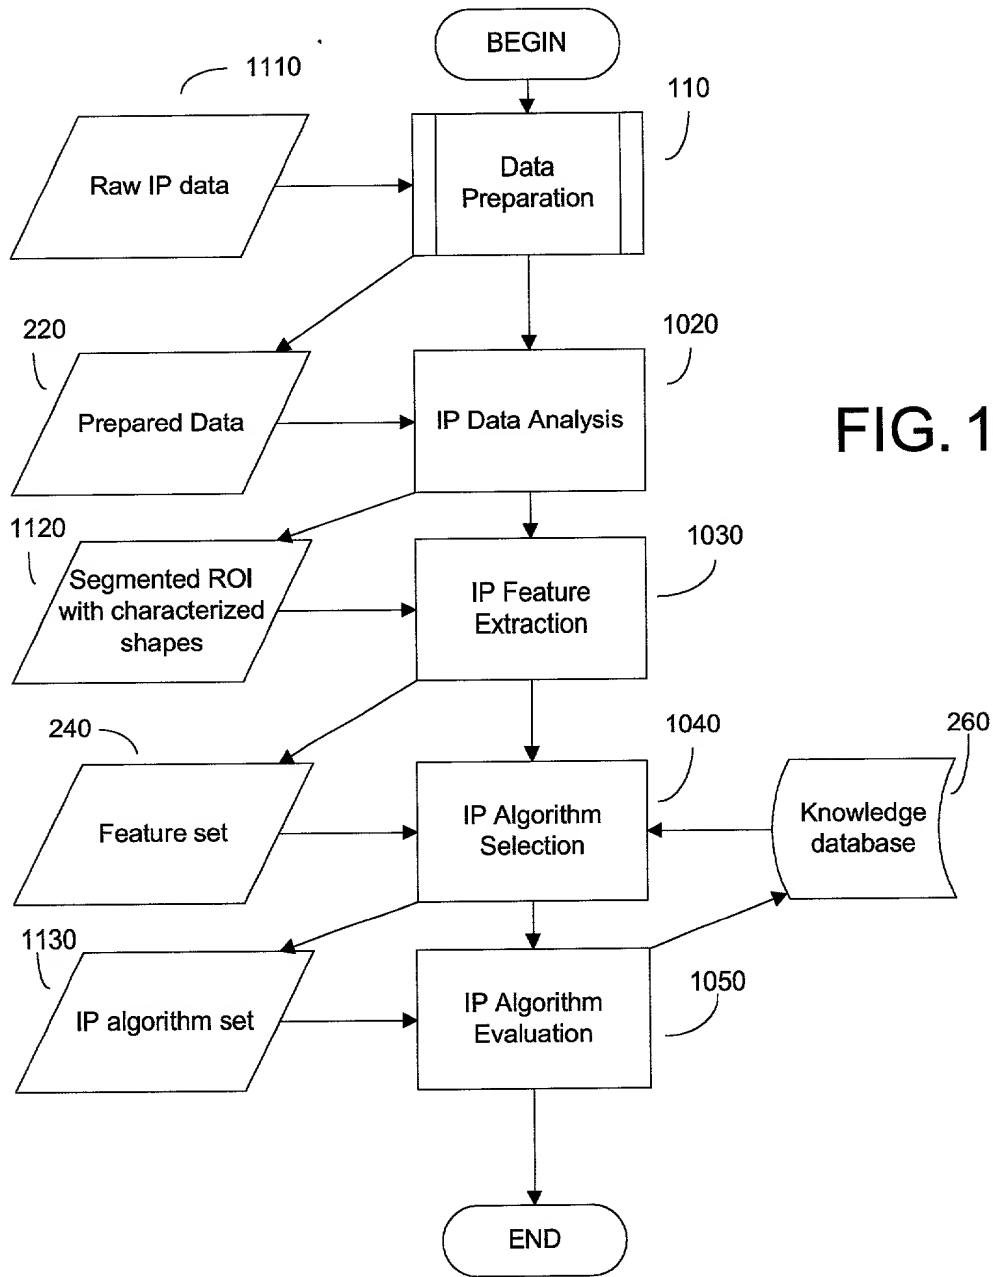 BEGIN
1110
110
Raw IP data
Data
Preparation
220
1020
Prepared Data
IP Data Analysis
FIG. 1
1120
1030
Segmented ROI
with characterized
shapes
IP Feature
Extraction
240
1040
260
Feature set
IP Algorithm
Selection
Knowledge
database
1130
1050
IP algorithm set
IP Algorithm
Evaluation
END